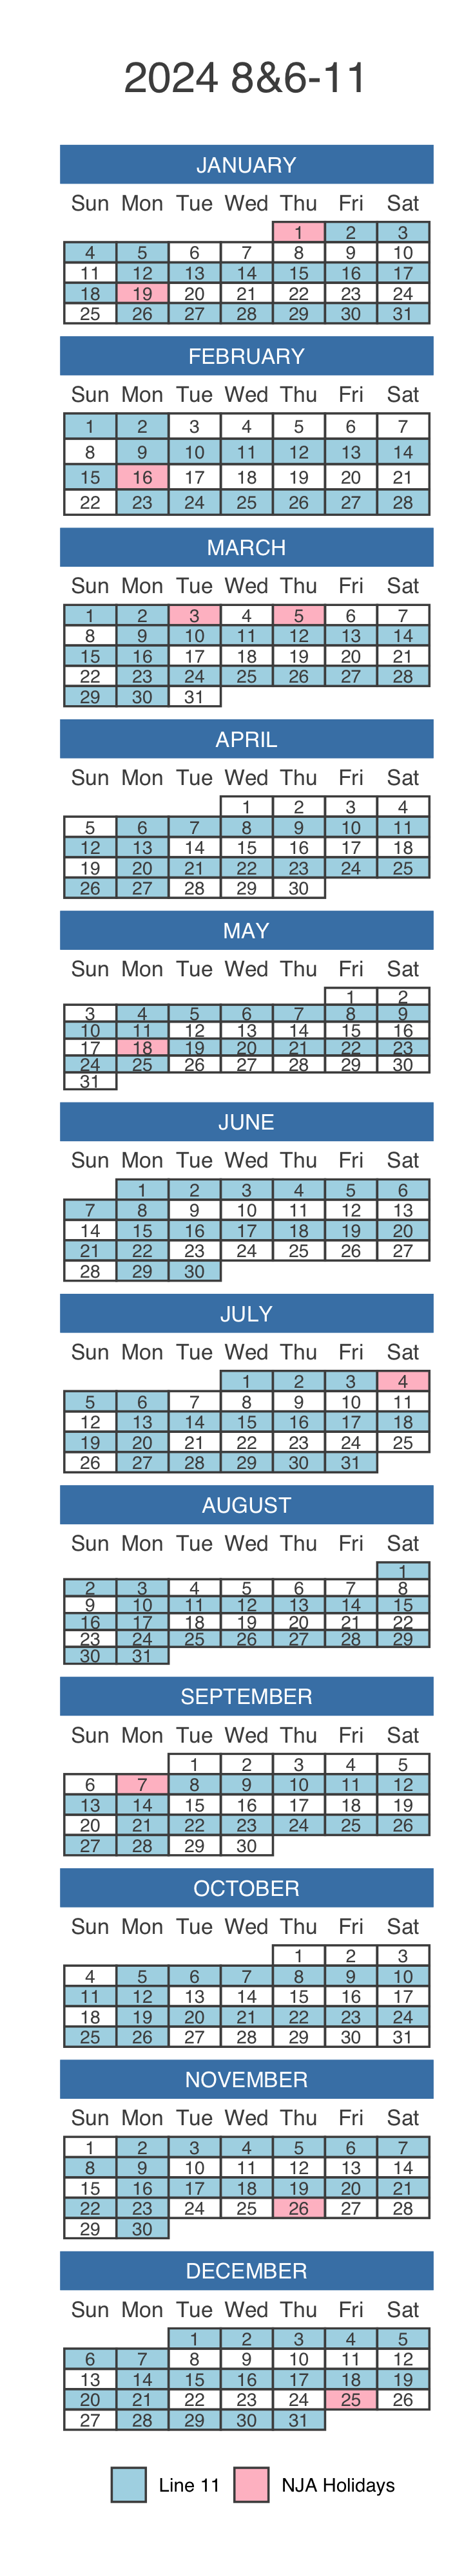 2024 8&6-11
JANUARY
Sun Mon Tue Wed Thu Fri Sat
1 2 3
4 5 6 7 8 9 10
11 12 13 14 15 16 17
18 19 20 21 22 23 24
25 26 27 28 29 30 31
FEBRUARY
Sun Mon Tue Wed Thu Fri Sat
1 2 3 4 5 6 7
8 9 10 11 12 13 14
15 16 17 18 19 20 21
22 23 24 25 26 27 28
MARCH
Sun Mon Tue Wed Thu Fri Sat
1 2 3 4 5 6 7
8 9 10 11 12 13 14
15 16 17 18 19 20 21
22 23 24 25 26 27 28
29 30 31
APRIL
Sun Mon Tue Wed Thu Fri Sat
1 2 3 4
5 6 7 8 9 10 11
12 13 14 15 16 17 18
19 20 21 22 23 24 25
26 27 28 29 30
MAY
Sun Mon Tue Wed Thu Fri Sat
1 2
3 4 5 6 7 8 9
10 11 12 13 14 15 16
17 18 19 20 21 22 23
24 25 26 27 28 29 30
31
JUNE
Sun Mon Tue Wed Thu Fri Sat
1 2 3 4 5 6
7 8 9 10 11 12 13
14 15 16 17 18 19 20
21 22 23 24 25 26 27
28 29 30
JULY
Sun Mon Tue Wed Thu Fri Sat
1 2 3 4
5 6 7 8 9 10 11
12 13 14 15 16 17 18
19 20 21 22 23 24 25
26 27 28 29 30 31
AUGUST
Sun Mon Tue Wed Thu Fri Sat
1
2 3 4 5 6 7 8
9 10 11 12 13 14 15
16 17 18 19 20 21 22
23 24 25 26 27 28 29
30 31
SEPTEMBER
Sun Mon Tue Wed Thu Fri Sat
1 2 3 4 5
6 7 8 9 10 11 12
13 14 15 16 17 18 19
20 21 22 23 24 25 26
27 28 29 30
OCTOBER
Sun Mon Tue Wed Thu Fri Sat
1 2 3
4 5 6 7 8 9 10
11 12 13 14 15 16 17
18 19 20 21 22 23 24
25 26 27 28 29 30 31
NOVEMBER
Sun Mon Tue Wed Thu Fri Sat
1 2 3 4 5 6 7
8 9 10 11 12 13 14
15 16 17 18 19 20 21
22 23 24 25 26 27 28
29 30
DECEMBER
Sun Mon Tue Wed Thu Fri Sat
1 2 3 4 5
6 7 8 9 10 11 12
13 14 15 16 17 18 19
20 21 22 23 24 25 26
27 28 29 30 31
Line 11 NJA Holidays